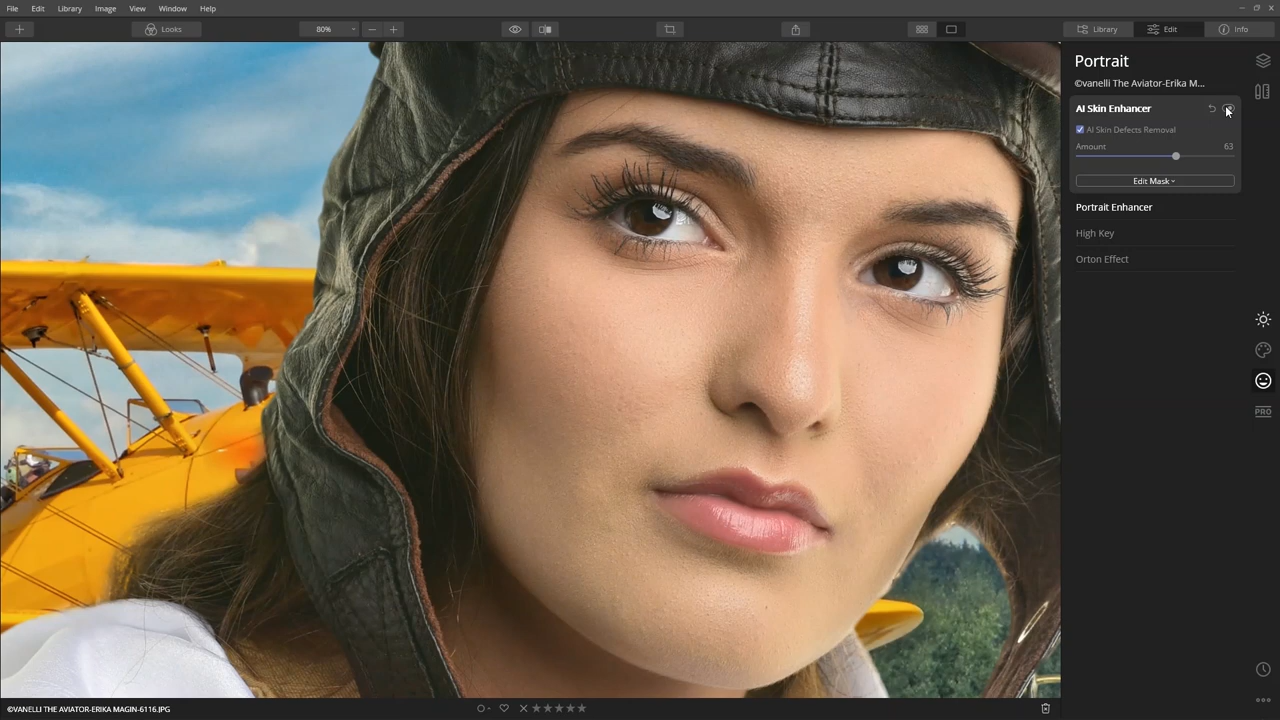 File Edit Library Image View Window Help
Looks 80% Library Edit Info
Portrait
©vanelli The Aviator-Erika M...
AI Skin Enhancer
AI Skin Defects Removal
Amount 63
Edit Mask
Portrait Enhancer
High Key
Orton Effect
PRO
©VANELLI THE AVIATOR-ERIKA MAGIN-6116.JPG